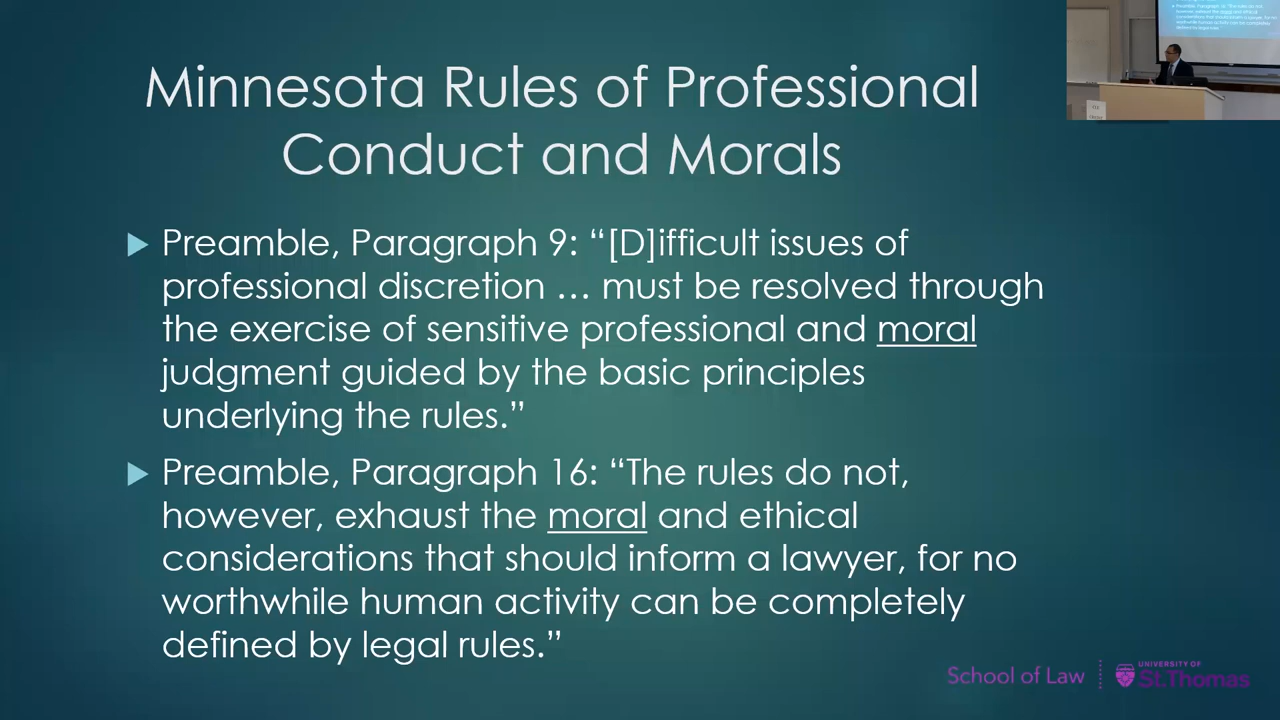 Minnesota Rules of Professional
Conduct and Morals
Preamble, Paragraph 9: “[D]ifficult issues of
professional discretion … must be resolved through
the exercise of sensitive professional and moral
judgment guided by the basic principles
underlying the rules.”
Preamble, Paragraph 16: “The rules do not,
however, exhaust the moral and ethical
considerations that should inform a lawyer, for no
worthwhile human activity can be completely
defined by legal rules.”
School of Law
UNIVERSITY OF
St.Thomas